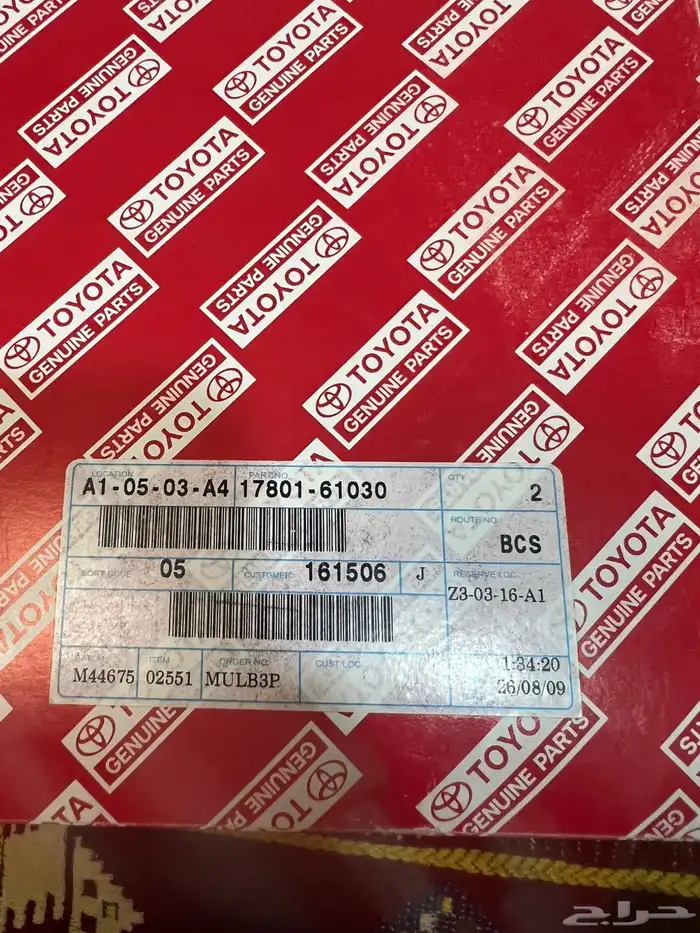 TOYOTA
GENUINE PARTS
LOCATION
A1-05-03-A4
PART NO.
17801-61030
QTY
2
ROUTE NO.
BCS
SORT CODE
05
CUSTOMER
161506 J
RESERVE LOC.
Z3-03-16-A1
BATCH
M44675
ITEM
02551
ORDER NO.
MULB3P
CUST LOC
1:34:20
26/08/09
حراج